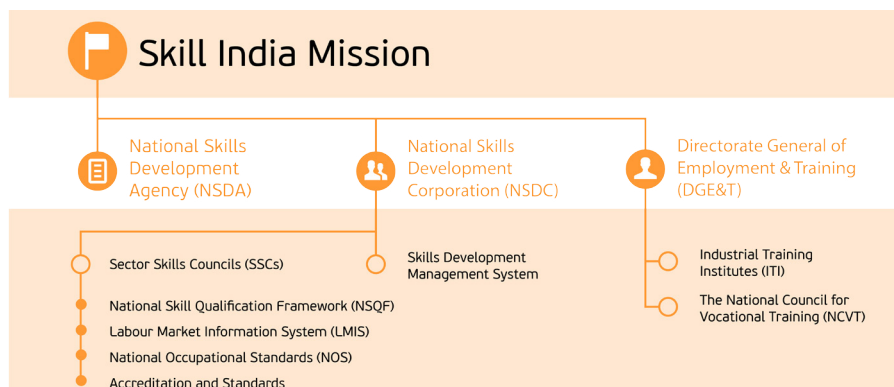 Skill India Mission
National Skills
Development
Agency (NSDA)
National Skills
Development
Corporation (NSDC)
Directorate General of
Employment & Training
(DGE&T)
Sector Skills Councils (SSCs)
National Skill Qualification Framework (NSQF)
Labour Market Information System (LMIS)
National Occupational Standards (NOS)
Accreditation and Standards
Skills Development
Management System
Industrial Training
Institutes (ITI)
The National Council for
Vocational Training (NCVT)